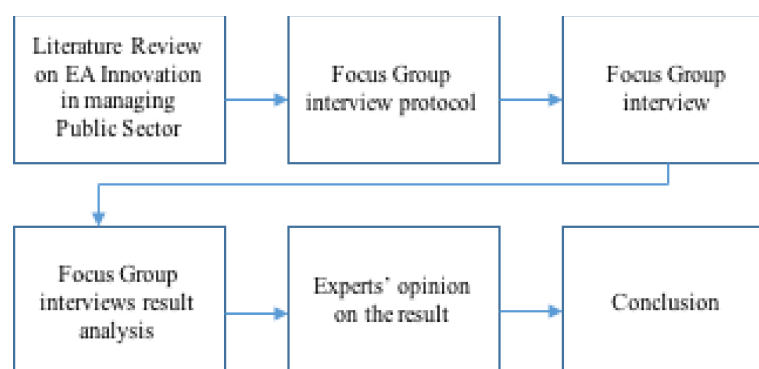 Literature Review
on EA Innovation
in managing
Public Sector
Focus Group
interview protocol
Focus Group
interview
Focus Group
interviews result
analysis
Experts’ opinion
on the result
Conclusion